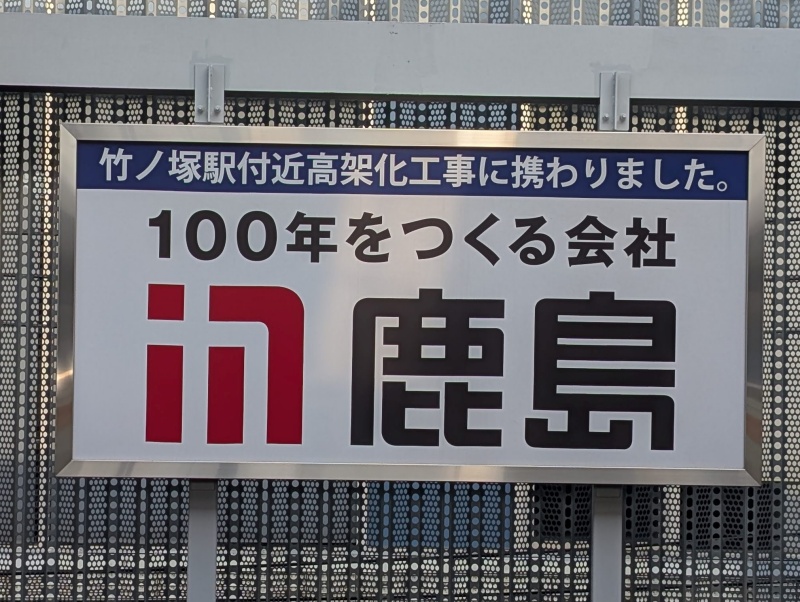 竹ノ塚駅付近高架化工事に携わりました。
100年をつくる会社
鹿島